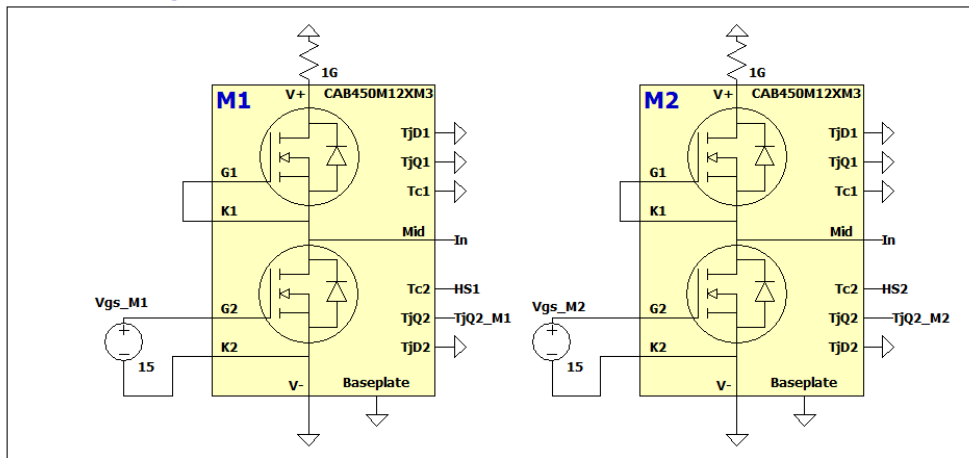 1G
V+ CAB450M12XM3
M1
TjD1
TjQ1
G1
Tc1
K1
Mid
In
Tc2 HS1
Vgs_M1
G2
TjQ2 TjQ2_M1
K2
TjD2
15
V-
Baseplate
1G
V+ CAB450M12XM3
M2
TjD1
TjQ1
G1
Tc1
K1
Mid
In
Tc2 HS2
Vgs_M2
G2
TjQ2 TjQ2_M2
K2
TjD2
15
V-
Baseplate